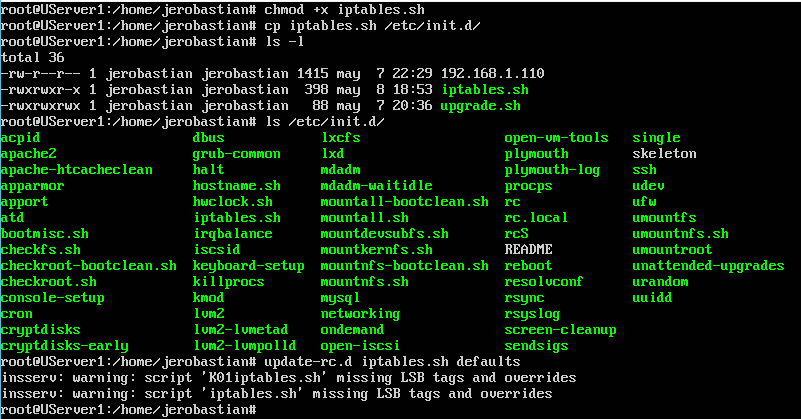 root@UServer1:/home/jerobastian# chmod +x iptables.sh
root@UServer1:/home/jerobastian# cp iptables.sh /etc/init.d/
root@UServer1:/home/jerobastian# ls -l
total 36
-rw-r--r-- 1 jerobastian jerobastian 1415 may  7 22:29 192.168.1.110
-rwxrwxr-x 1 jerobastian jerobastian  398 may  8 18:53 iptables.sh
-rwxrwxrwx 1 jerobastian jerobastian   88 may  7 20:36 upgrade.sh
root@UServer1:/home/jerobastian# ls /etc/init.d/
acpid                   dbus            lxcfs                   open-vm-tools   single
apache2                 grub-common     lxd                     plymouth        skeleton
apache-htcacheclean     halt            mdadm                   plymouth-log    ssh
apparmor                hostname.sh     mdadm-waitidle          procps          udev
apport                  hwclock.sh      mountall-bootclean.sh   rc              ufw
atd                     iptables.sh     mountall.sh             rc.local        umountfs
bootmisc.sh             irqbalance      mountdevsubfs.sh        rcS             umountnfs.sh
checkfs.sh              iscsid          mountkernfs.sh          README          umountroot
checkroot-bootclean.sh  keyboard-setup  mountnfs-bootclean.sh   reboot          unattended-upgrades
checkroot.sh            killprocs       mountnfs.sh             resolvconf      urandom
console-setup           kmod            mysql                   rsync           uuidd
cron                    lvm2            networking              rsyslog
cryptdisks              lvm2-lvmetad    ondemand                screen-cleanup
cryptdisks-early        lvm2-lvmpolld   open-iscsi              sendsigs
root@UServer1:/home/jerobastian# update-rc.d iptables.sh defaults
insserv: warning: script 'K01iptables.sh' missing LSB tags and overrides
insserv: warning: script 'iptables.sh' missing LSB tags and overrides
root@UServer1:/home/jerobastian#